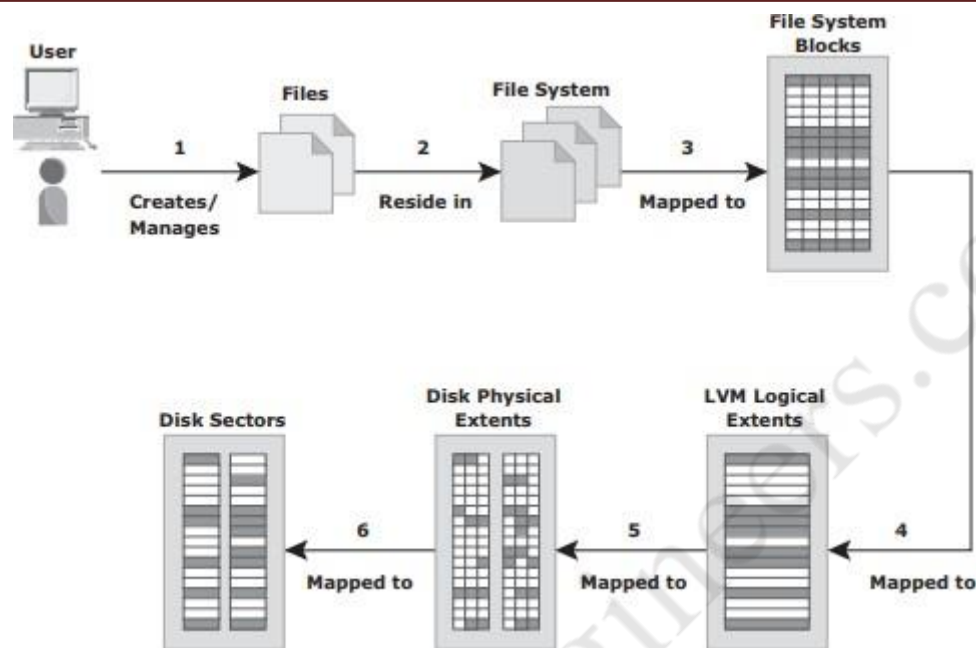 User
Files
File System
File System
Blocks
1
Creates/
Manages
2
Reside in
3
Mapped to
4
Mapped to
LVM Logical
Extents
5
Mapped to
Disk Physical
Extents
6
Mapped to
Disk Sectors